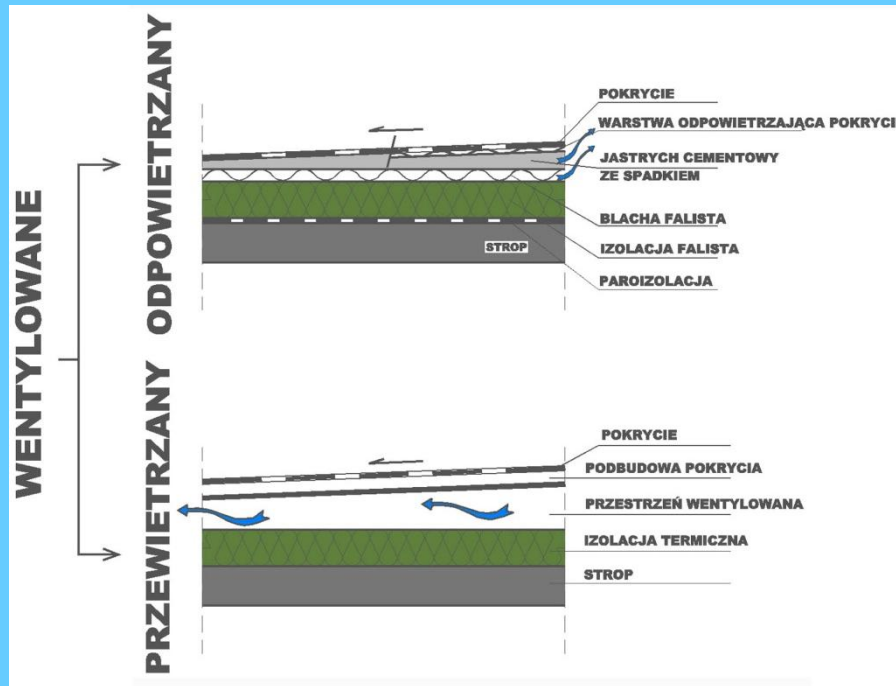 WENTYLOWANE
ODPOWIETRZANY
POKRYCIE
WARSTWA ODPOWIETRZAJĄCA POKRYCI
JASTRYCH CEMENTOWY
ZE SPADKIEM
BLACHA FALISTA
STROP
IZOLACJA FALISTA
PAROIZOLACJA
PRZEWIETRZANY
POKRYCIE
PODBUDOWA POKRYCIA
PRZESTRZEŃ WENTYLOWANA
IZOLACJA TERMICZNA
STROP